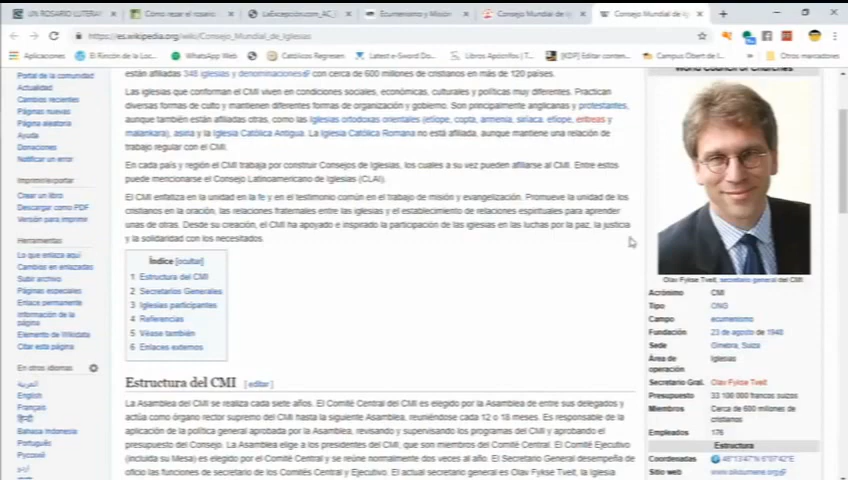 UN ROSARIO LUTERA
Cómo rezar el rosario
LaExcepción.com_AC_
Ecumenismo y Misión
Consejo Mundial de Ig
Consejo Mundial de Ig
https://es.wikipedia.org/wiki/Consejo_Mundial_de_Iglesias
Aplicaciones
El Rincón de la Loc
WhatsApp Web
Católicos Regresen
Latest e-Sword Do
Libros Apócrifos | T
[KDP] Editar conten
Campus Obert de I
Otros marcadores
Portal de la comunidad
Actualidad
Cambios recientes
Páginas nuevas
Página aleatoria
Ayuda
Donaciones
Notificar un error
Imprimir/exportar
Crear un libro
Descargar como PDF
Versión para imprimir
Herramientas
Lo que enlaza aquí
Cambios en enlazadas
Subir archivo
Páginas especiales
Enlace permanente
Información de la
página
Elemento de Wikidata
Citar esta página
En otros idiomas
العربية
English
Français
हिन्दी
Bahasa Indonesia
Português
Русский
اردو
están afiliadas 348 iglesias y denominaciones con cerca de 600 millones de cristianos en más de 120 países.
Las iglesias que conforman el CMI viven en condiciones sociales, económicas, culturales y políticas muy diferentes. Practican
diversas formas de culto y mantienen diferentes formas de organización y gobierno. Son principalmente anglicanas y protestantes,
aunque también están afiliadas otras, como las Iglesias ortodoxas orientales (etíope, copta, armenia, siríaca, etíope, eritreas y
malankara), asiria y la Iglesia Católica Antigua. La Iglesia Católica Romana no está afiliada, aunque mantiene una relación de
trabajo regular con el CMI.
En cada país y región el CMI trabaja por construir Consejos de Iglesias, los cuales a su vez pueden afiliarse al CMI. Entre estos
puede mencionarse el Consejo Latinoamericano de Iglesias (CLAI).
El CMI enfatiza en la unidad en la fe y en el testimonio común en el trabajo de misión y evangelización. Promueve la unidad de los
cristianos en la oración, las relaciones fraternales entre las iglesias y el establecimiento de relaciones espirituales para aprender
unas de otras. Desde su creación, el CMI ha apoyado e inspirado la participación de las iglesias en las luchas por la paz, la justicia
y la solidaridad con los necesitados.
Índice [ocultar]
1 Estructura del CMI
2 Secretarios Generales
3 Iglesias participantes
4 Referencias
5 Véase también
6 Enlaces externos
Estructura del CMI [ editar ]
La Asamblea del CMI se realiza cada siete años. El Comité Central del CMI es elegido por la Asamblea de entre sus delegados y
actúa como órgano rector supremo del CMI hasta la siguiente Asamblea, reuniéndose cada 12 o 18 meses. Es responsable de la
aplicación de la política general aprobada por la Asamblea, revisando y supervisando los programas del CMI y aprobando el
presupuesto del Consejo. La Asamblea elige a los presidentes del CMI, que son miembros del Comité Central. El Comité Ejecutivo
(incluida su Mesa) es elegido por el Comité Central y se reúne normalmente dos veces al año. El Secretario General desempeña de
oficio las funciones de secretario de los Comités Central y Ejecutivo. El actual secretario general es Olav Fykse Tveit, la Iglesia
World Council of Churches
Olav Fykse Tveit, secretario general del CMI
Acrónimo CMI
Tipo ONG
Campo ecumenismo
Fundación 23 de agosto de 1948
Sede Ginebra, Suiza
Área de Iglesias
operación
Secretario Gral. Olav Fykse Tveit
Presupuesto 33 100 000 francos suizos
Miembros Cerca de 600 millones de
cristianos
Empleados 176
Estructura
Coordenadas 46°13′47″N 6°07′42″E
Sitio web www.oikoumene.org